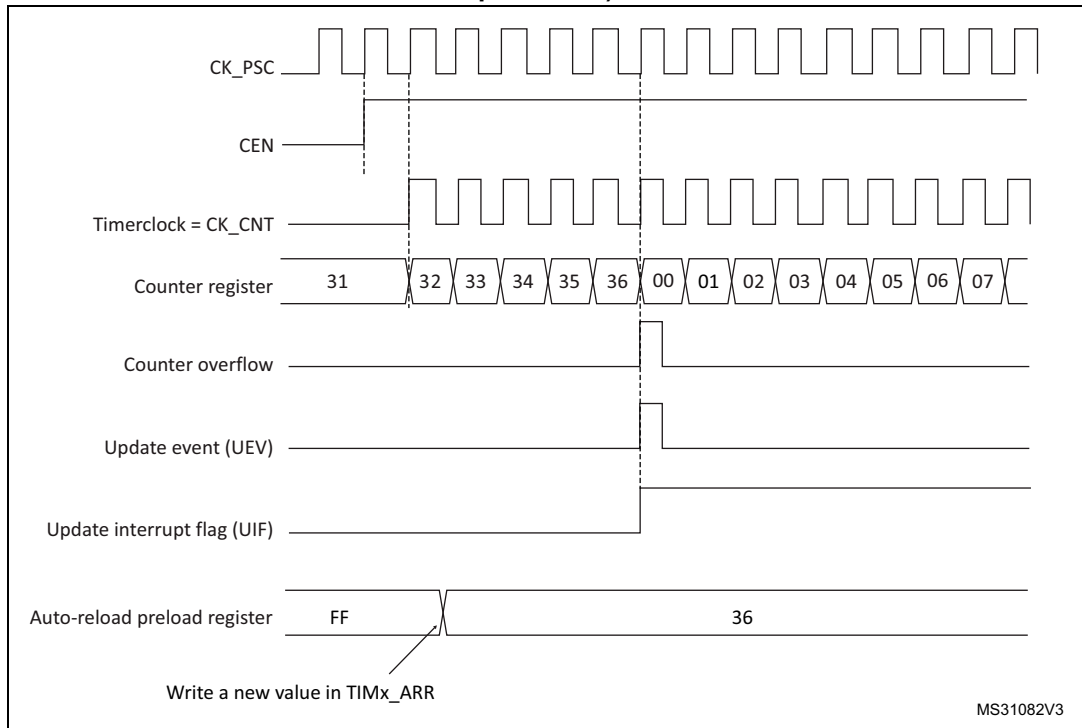 CK_PSC
CEN
Timerclock = CK_CNT
Counter register 31 32 33 34 35 36 00 01 02 03 04 05 06 07
Counter overflow
Update event (UEV)
Update interrupt flag (UIF)
Auto-reload preload register FF 36
Write a new value in TIMx_ARR
MS31082V3